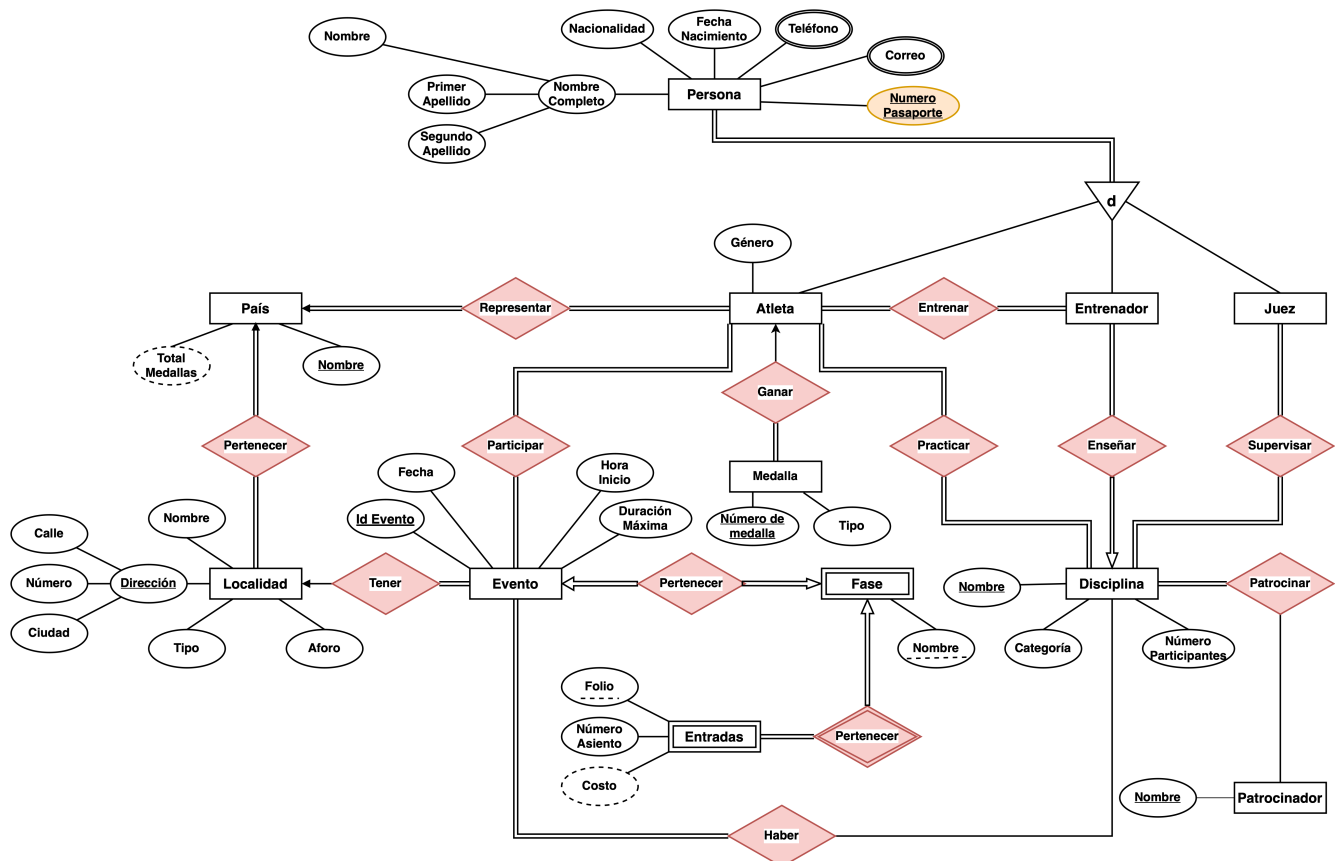 Nombre
Nacionalidad
Fecha
Nacimiento
Teléfono
Correo
Primer
Apellido
Nombre
Completo
Persona
Numero
Pasaporte
Segundo
Apellido
d
Género
País
Representar
Atleta
Entrenar
Entrenador
Juez
Total
Medallas
Nombre
Ganar
Pertenecer
Participar
Practicar
Enseñar
Supervisar
Fecha
Hora
Inicio
Medalla
Calle
Nombre
Id Evento
Duración
Máxima
Número de
medalla
Tipo
Número
Dirección
Localidad
Tener
Evento
Pertenecer
Fase
Nombre
Disciplina
Patrocinar
Ciudad
Tipo
Aforo
Nombre
Categoría
Número
Participantes
Folio
Número
Asiento
Entradas
Pertenecer
Costo
Nombre
Patrocinador
Haber